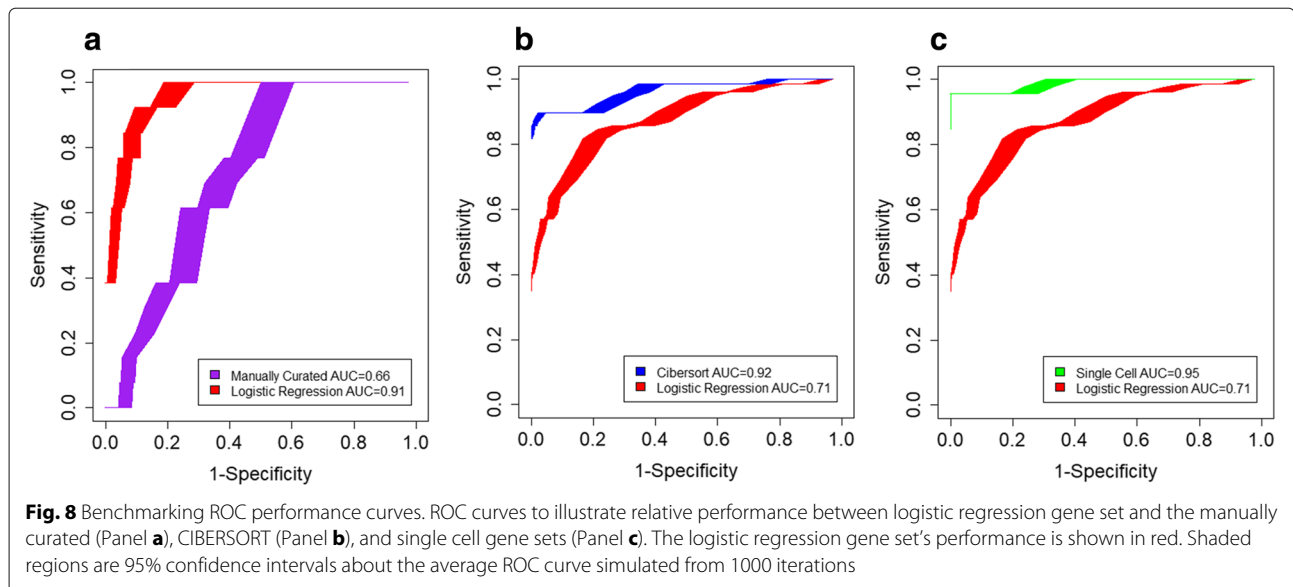 a
Sensitivity
0.0 0.2 0.4 0.6 0.8 1.0
Manually Curated AUC=0.66
Logistic Regression AUC=0.91
0.0 0.2 0.4 0.6 0.8 1.0
1-Specificity
b
Sensitivity
0.0 0.2 0.4 0.6 0.8 1.0
Cibersort AUC=0.92
Logistic Regression AUC=0.71
0.0 0.2 0.4 0.6 0.8 1.0
1-Specificity
c
Sensitivity
0.0 0.2 0.4 0.6 0.8 1.0
Single Cell AUC=0.95
Logistic Regression AUC=0.71
0.0 0.2 0.4 0.6 0.8 1.0
1-Specificity
Fig. 8 Benchmarking ROC performance curves. ROC curves to illustrate relative performance between logistic regression gene set and the manually
curated (Panel a), CIBERSORT (Panel b), and single cell gene sets (Panel c). The logistic regression gene set's performance is shown in red. Shaded
regions are 95% confidence intervals about the average ROC curve simulated from 1000 iterations